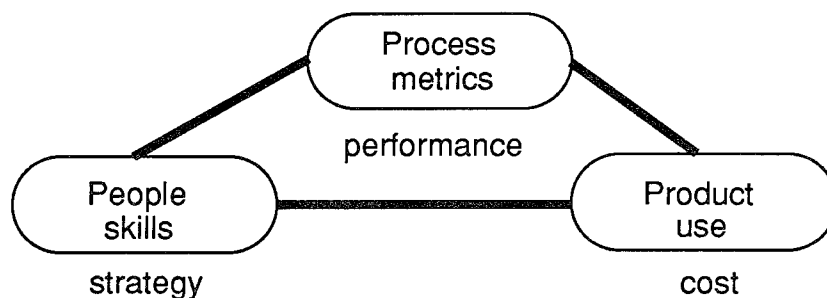 Process
metrics
performance
People
skills
Product
use
strategy
cost